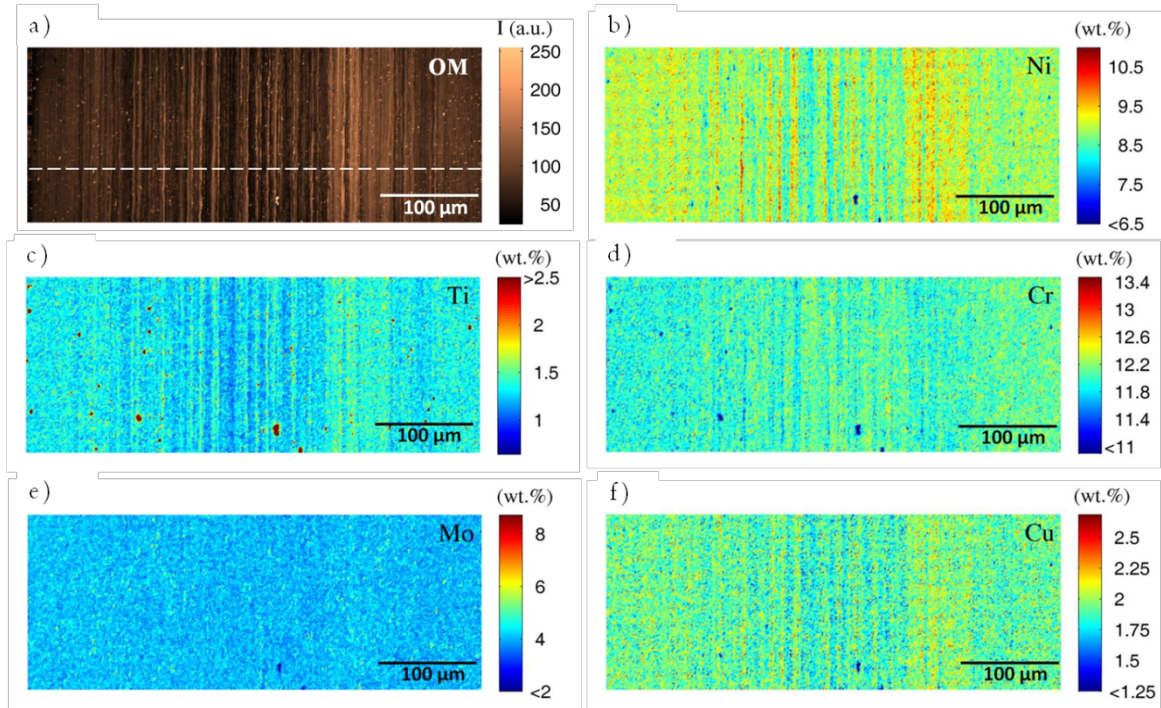 a) I (a.u.)
OM
250
200
150
100
50
100 µm
b) (wt.%)
Ni
10.5
9.5
8.5
7.5
<6.5
100 µm
c) (wt.%)
Ti
>2.5
2
1.5
1
100 µm
d) (wt.%)
Cr
13.4
13
12.6
12.2
11.8
11.4
<11
100 µm
e) (wt.%)
Mo
8
6
4
<2
100 µm
f) (wt.%)
Cu
2.5
2.25
2
1.75
1.5
<1.25
100 µm